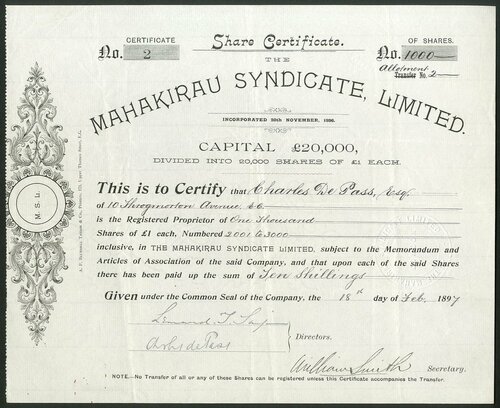 CERTIFICATE
No. 2
Share Certificate.
OF SHARES.
No. 1000
Allotment
Transfer No. 2
THE
MAHAKIRAU SYNDICATE, LIMITED.
INCORPORATED 30th NOVEMBER, 1896.
CAPITAL £20,000,
DIVIDED INTO 20,000 SHARES OF £1 EACH.
This is to Certify that Charles De Pass, Esq.
of 10 Throgmorton Avenue E.C.
is the Registered Proprietor of One Thousand
Shares of £1 each, Numbered 2001 to 3000
inclusive, in THE MAHAKIRAU SYNDICATE LIMITED, subject to the Memorandum and
Articles of Association of the said Company, and that upon each of the said Shares
there has been paid up the sum of Ten Shillings
Given under the Common Seal of the Company, the 18th day of Feb. 1897
Directors.
William Smith Secretary.
NOTE.—No Transfer of all or any of these Shares can be registered unless this Certificate accompanies the Transfer.
M. S. L.